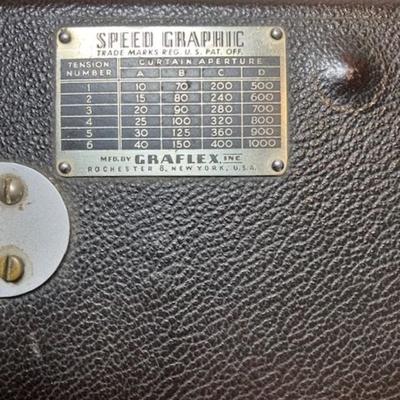 SPEED GRAPHIC
TRADE MARKS REG. U.S. PAT. OFF.
TENSION NUMBER CURTAIN APERTURE
A B C D
1 10 70 200 500
2 15 80 240 600
3 20 90 280 700
4 25 100 320 800
5 30 125 360 900
6 40 150 400 1000
MFD. BY GRAFLEX, INC.
ROCHESTER 8, NEW YORK, U.S.A.